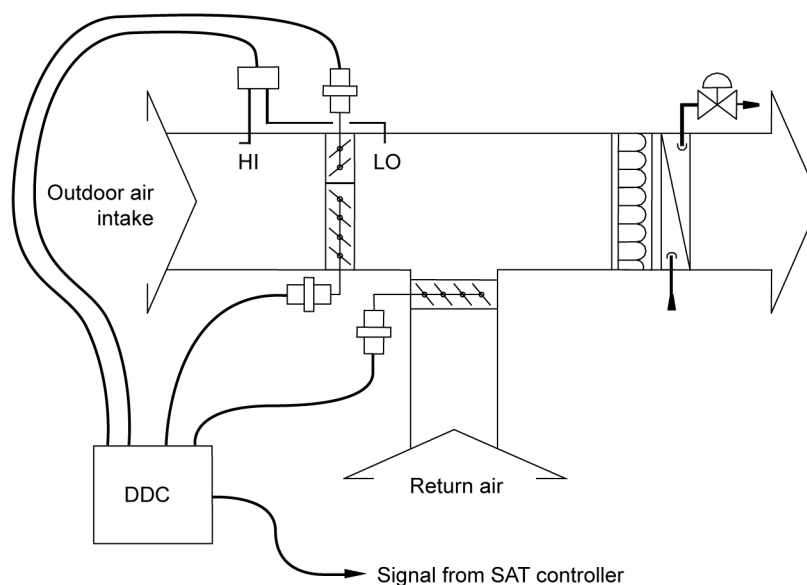 HI
LO
Outdoor air
intake
DDC
Return air
Signal from SAT controller